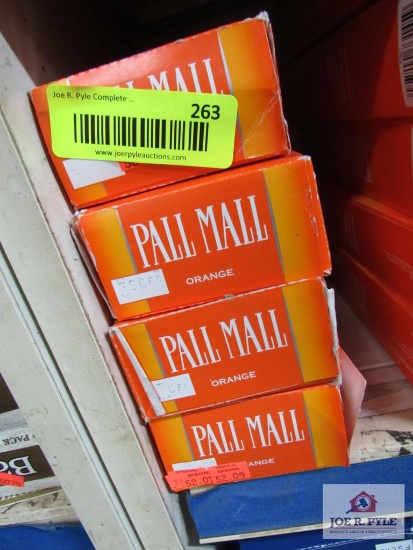 Joe R. Pyle Complete ...
263
www.joerpyleauctions.com
PALL MALL
PALL MALL
ORANGE
PALL MALL
ORANGE
PALL MALL
ORANGE
PACK
JOE R. PYLE